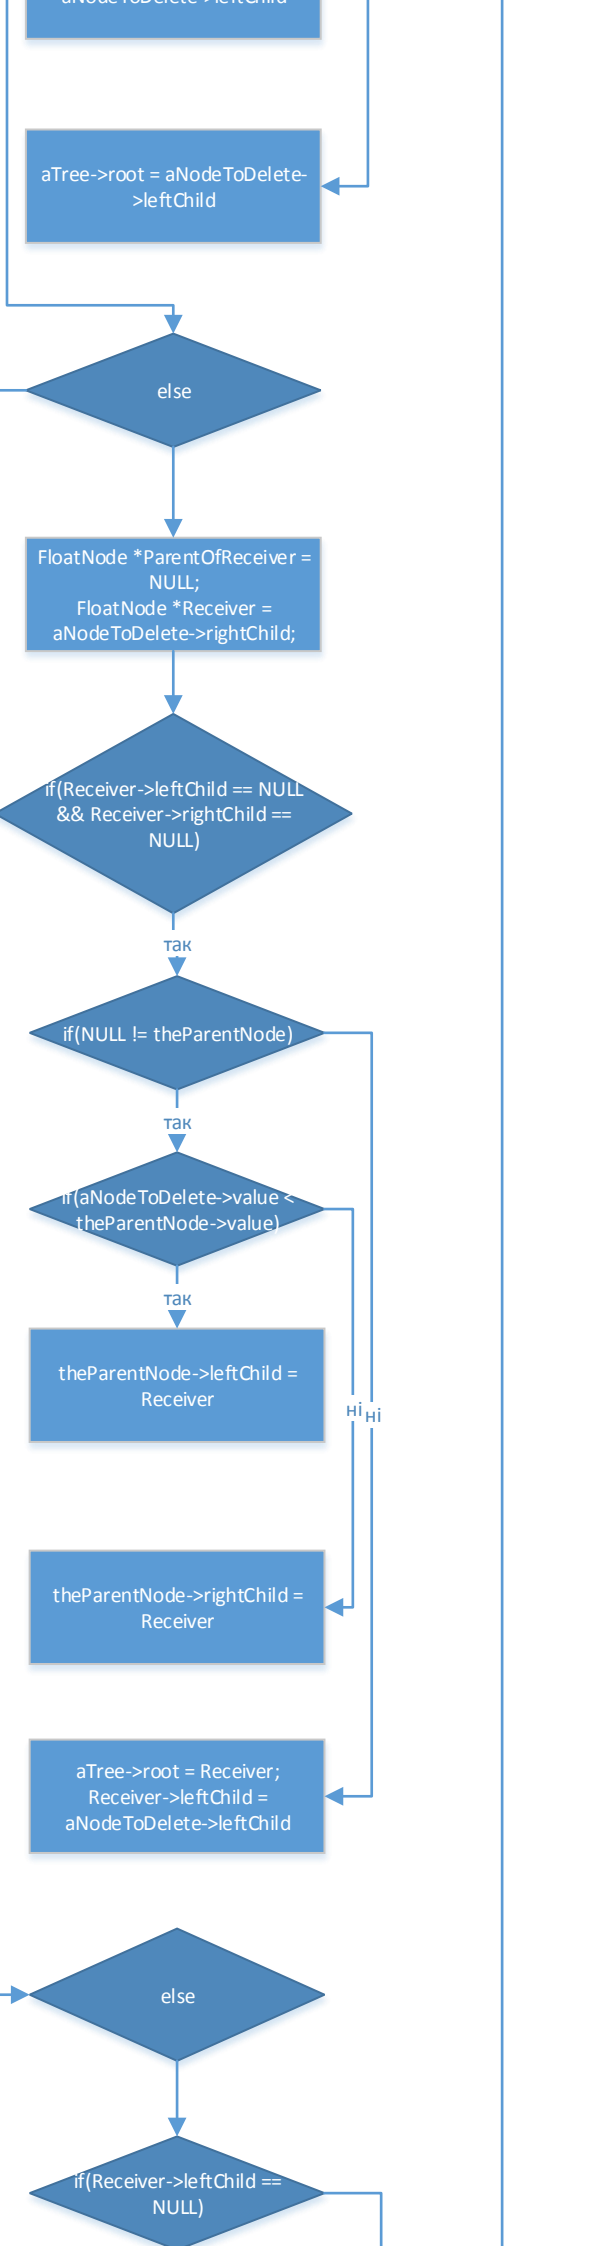 aNodeToDelete->leftChild
aTree->root = aNodeToDelete-
>leftChild
else
FloatNode *ParentOfReceiver =
NULL;
FloatNode *Receiver =
aNodeToDelete->rightChild;
if(Receiver->leftChild == NULL
&& Receiver->rightChild ==
NULL)
так
if(NULL != theParentNode)
так
if(aNodeToDelete->value <
theParentNode->value)
так
theParentNode->leftChild =
Receiver
ні
ні
theParentNode->rightChild =
Receiver
aTree->root = Receiver;
Receiver->leftChild =
aNodeToDelete->leftChild
else
if(Receiver->leftChild ==
NULL)